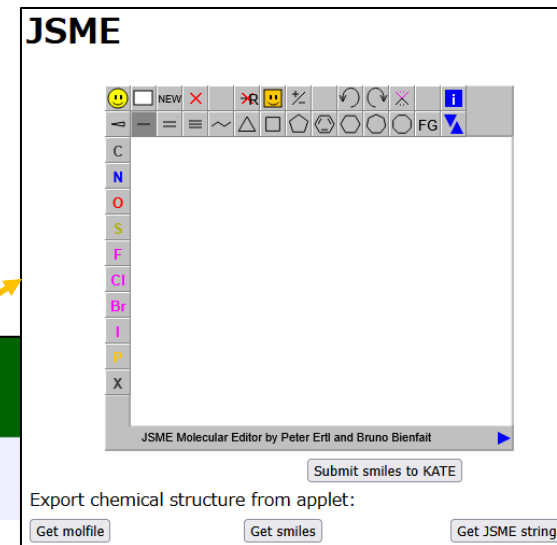 JSME
NEW R +/- i
FG
C
N
O
S
F
Cl
Br
I
P
X
JSME Molecular Editor by Peter Ertl and Bruno Bienfait
Submit smiles to KATE
Export chemical structure from applet:
Get molfile Get smiles Get JSME string